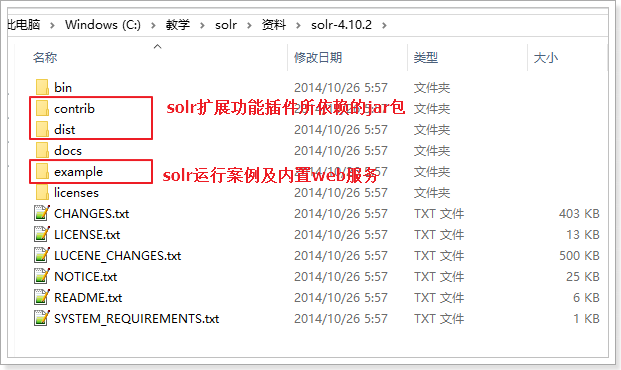 此电脑 > Windows (C:) > 教学 > solr > 资料 > solr-4.10.2 >
名称 修改日期 类型 大小
bin 2014/10/26 5:57 文件夹
contrib 2014/10/26 5:57 文件夹
solr扩展功能插件所依赖的jar包
dist 2014/10/26 5:57 文件夹
docs 2014/10/26 5:57 文件夹
example 2014/10/26 5:57 文件夹
solr运行案例及内置web服务
licenses 2014/10/26 5:57 文件夹
CHANGES.txt 2014/10/26 5:57 TXT 文件 403 KB
LICENSE.txt 2014/10/26 5:57 TXT 文件 13 KB
LUCENE_CHANGES.txt 2014/10/26 5:57 TXT 文件 500 KB
NOTICE.txt 2014/10/26 5:57 TXT 文件 25 KB
README.txt 2014/10/26 5:57 TXT 文件 6 KB
SYSTEM_REQUIREMENTS.txt 2014/10/26 5:57 TXT 文件 1 KB